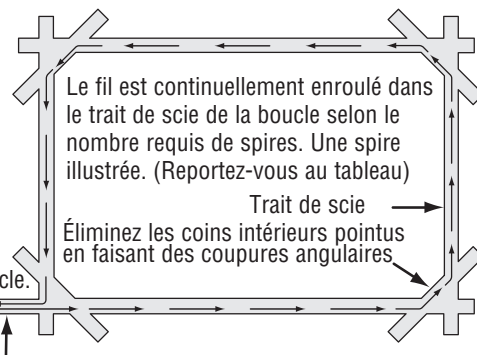 Le fil est continuellement enroulé dans
le trait de scie de la boucle selon le
nombre requis de spires. Une spire
illustrée. (Reportez-vous au tableau)
Trait de scie
Éliminez les coins intérieurs pointus
en faisant des coupures angulaires